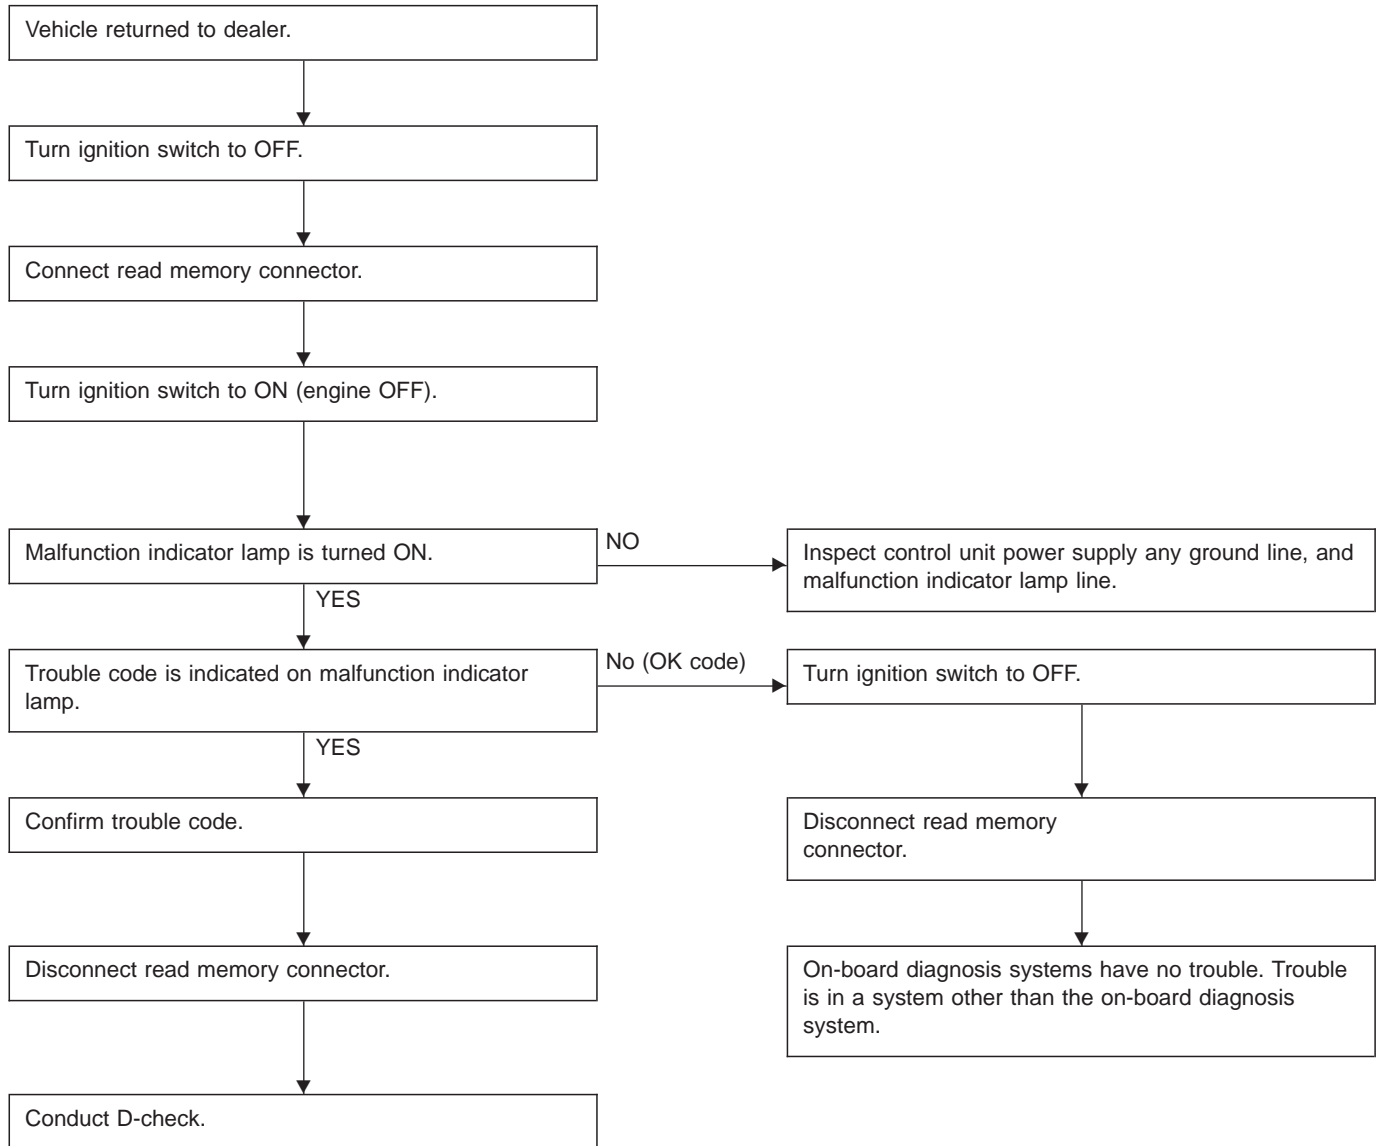 Vehicle returned to dealer.
Turn ignition switch to OFF.
Connect read memory connector.
Turn ignition switch to ON (engine OFF).
Malfunction indicator lamp is turned ON.
NO
Inspect control unit power supply any ground line, and
malfunction indicator lamp line.
YES
Trouble code is indicated on malfunction indicator
lamp.
No (OK code)
Turn ignition switch to OFF.
YES
Confirm trouble code.
Disconnect read memory
connector.
Disconnect read memory connector.
On-board diagnosis systems have no trouble. Trouble
is in a system other than the on-board diagnosis
system.
Conduct D-check.